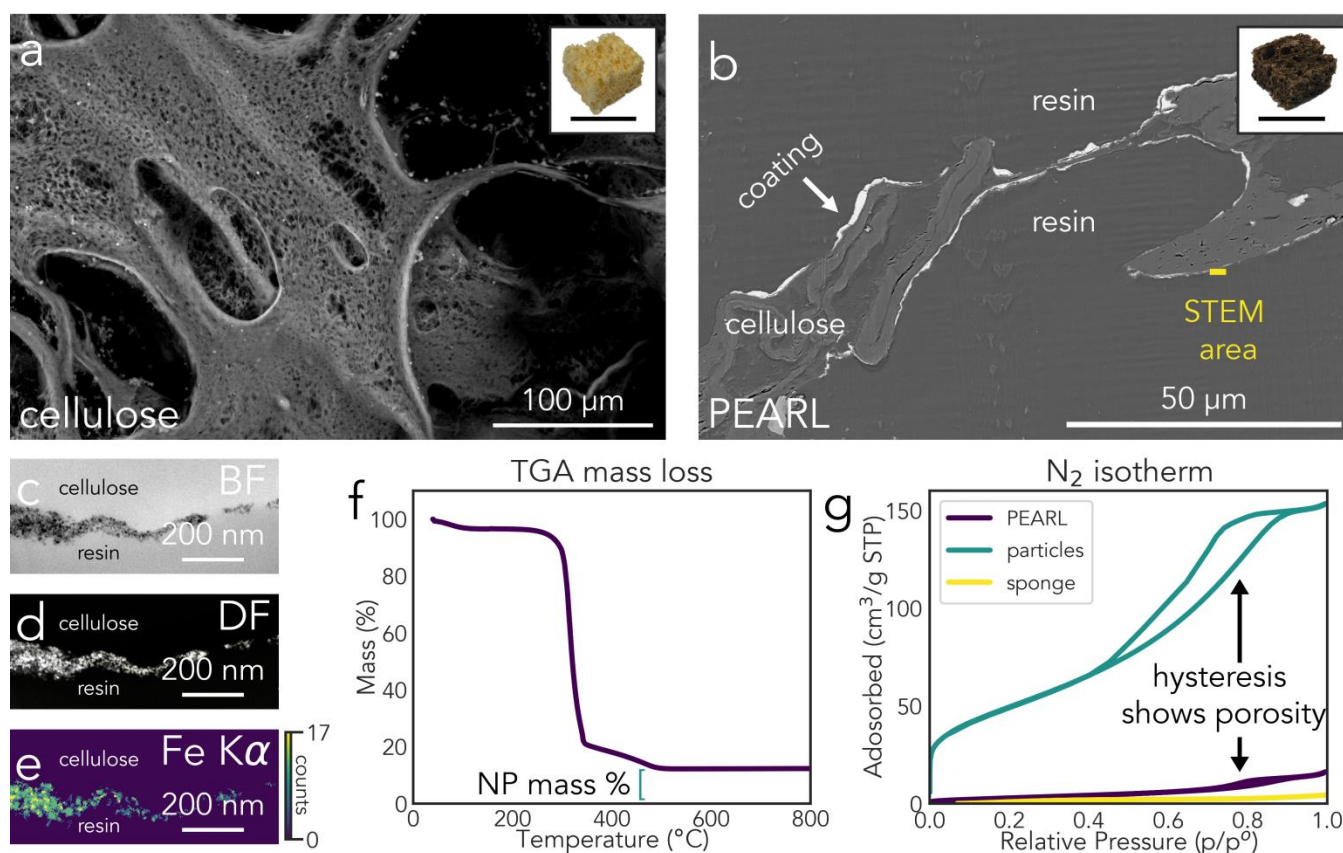 a
cellulose
100 μm
b
resin
coating
resin
cellulose
STEM
area
PEARL
50 μm
c
cellulose
BF
200 nm
resin
d
cellulose
DF
200 nm
resin
e
cellulose
Fe Kα
200 nm
resin
17
counts
0
f
TGA mass loss
Mass (%)
100
80
60
40
20
0
NP mass %
0
200
400
600
800
Temperature (°C)
g
N₂ isotherm
Adosorbed (cm³/g STP)
150
100
50
0
PEARL
particles
sponge
hysteresis
shows porosity
0.0
0.2
0.4
0.6
0.8
1.0
Relative Pressure (p/pº)